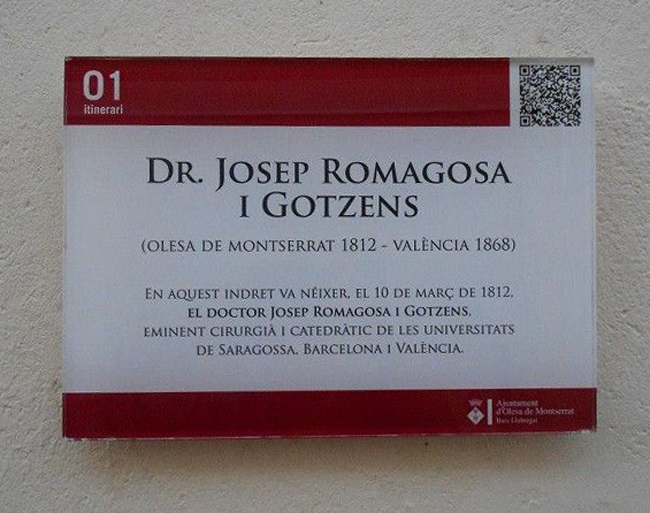 01
itinerari
DR. JOSEP ROMAGOSA
I GOTZENS
(OLESA DE MONTSERRAT 1812 - VALÈNCIA 1868)
EN AQUEST INDRET VA NÉIXER, EL 10 DE MARÇ DE 1812,
EL DOCTOR JOSEP ROMAGOSA I GOTZENS,
EMINENT CIRURGIÀ I CATEDRÀTIC DE LES UNIVERSITATS
DE SARAGOSSA, BARCELONA I VALÈNCIA.
Ajuntament
d'Olesa de Montserrat
Baix Llobregat